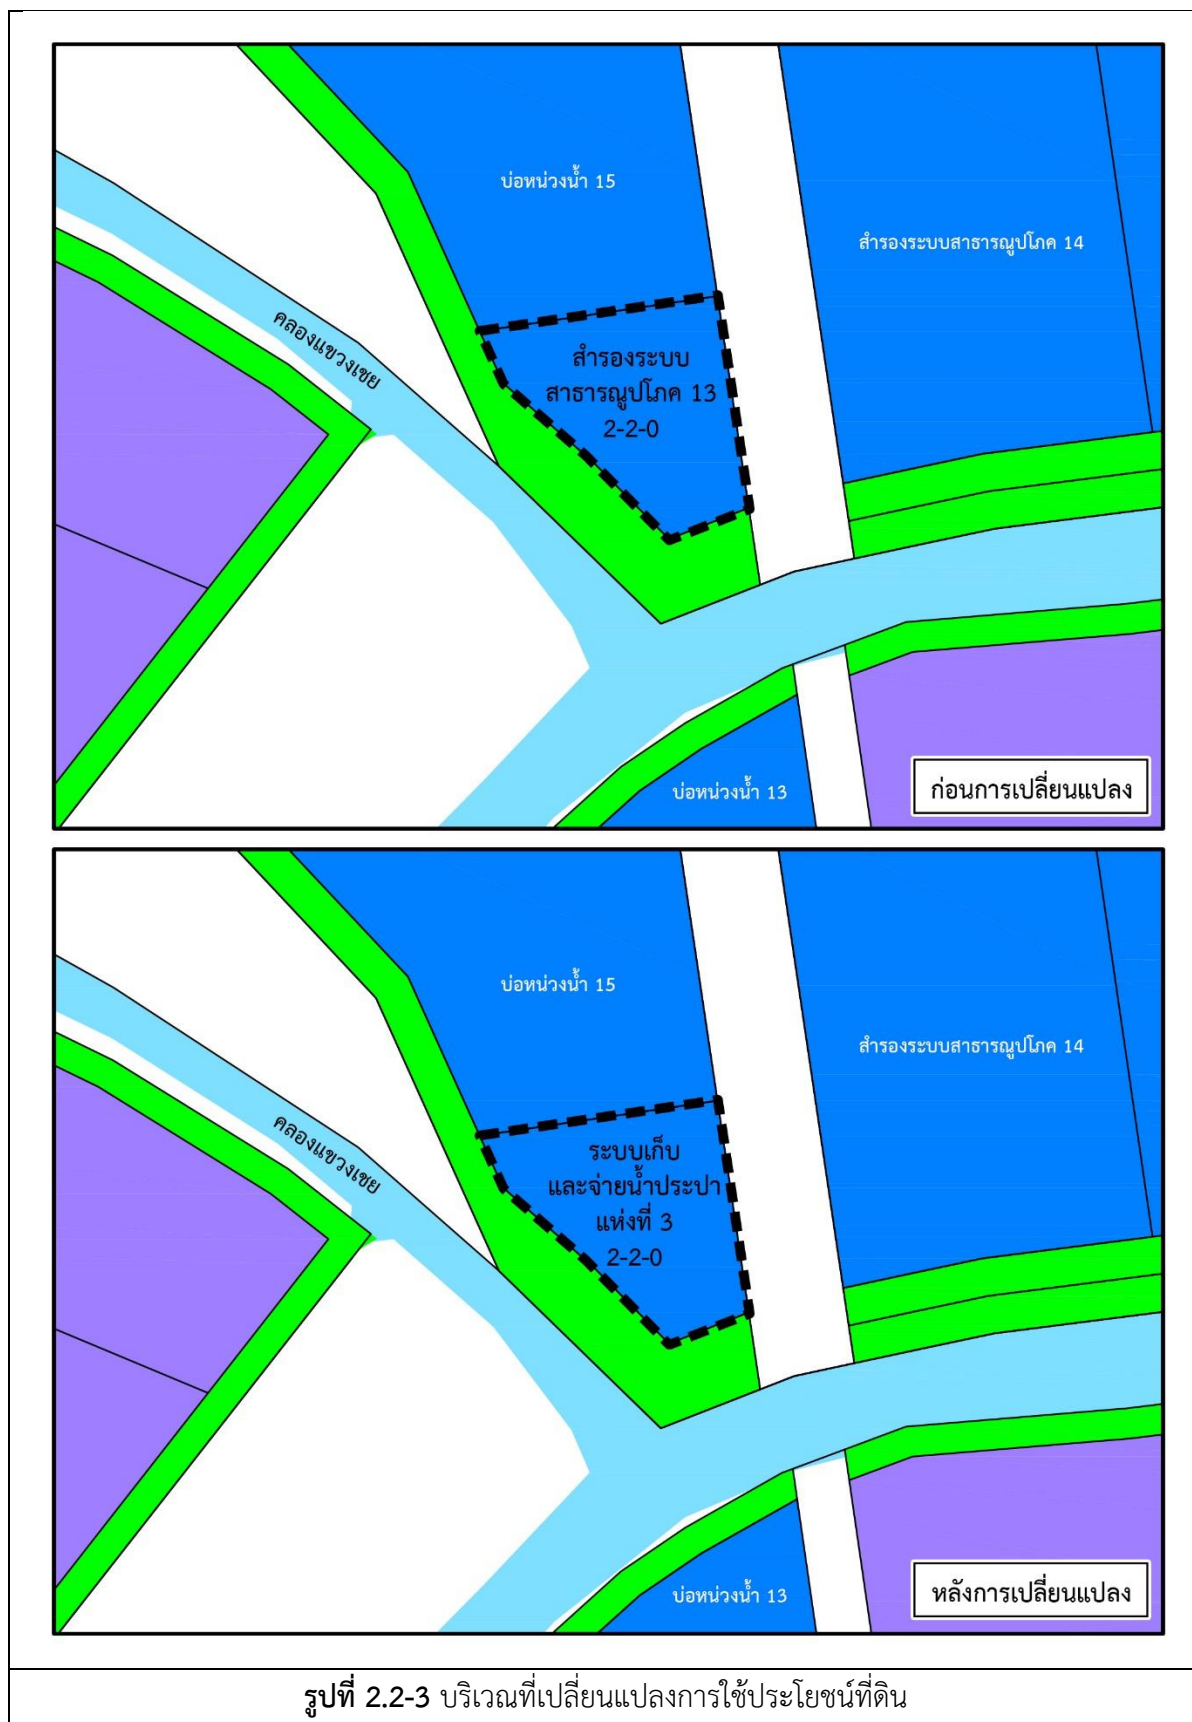 บ่อหน่วงน้ำ 15
สำรองระบบสาธารณูปโภค 14
คลองแขวงเชย
สำรองระบบ
สาธารณูปโภค 13
2-2-0
บ่อหน่วงน้ำ 13
ก่อนการเปลี่ยนแปลง
บ่อหน่วงน้ำ 15
สำรองระบบสาธารณูปโภค 14
คลองแขวงเชย
ระบบเก็บ
และจ่ายน้ำประปา
แห่งที่ 3
2-2-0
บ่อหน่วงน้ำ 13
หลังการเปลี่ยนแปลง
รูปที่ 2.2-3 บริเวณที่เปลี่ยนแปลงการใช้ประโยชน์ที่ดิน